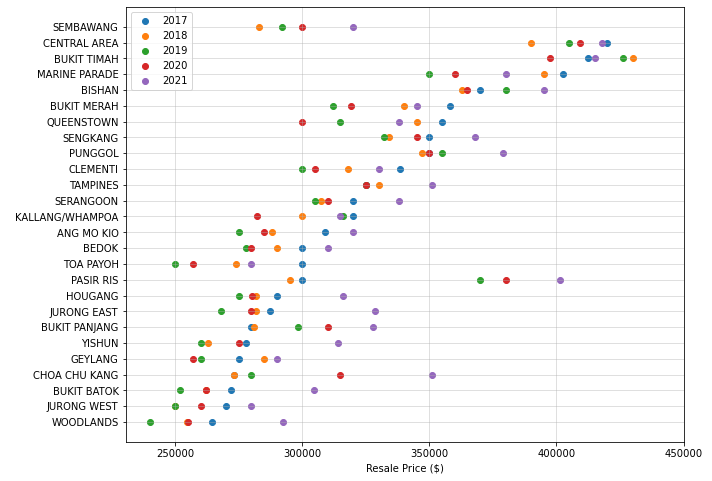 2017
2018
2019
2020
2021
SEMBAWANG
CENTRAL AREA
BUKIT TIMAH
MARINE PARADE
BISHAN
BUKIT MERAH
QUEENSTOWN
SENGKANG
PUNGGOL
CLEMENTI
TAMPINES
SERANGOON
KALLANG/WHAMPOA
ANG MO KIO
BEDOK
TOA PAYOH
PASIR RIS
HOUGANG
JURONG EAST
BUKIT PANJANG
YISHUN
GEYLANG
CHOA CHU KANG
BUKIT BATOK
JURONG WEST
WOODLANDS
250000 300000 350000 400000 450000
Resale Price ($)